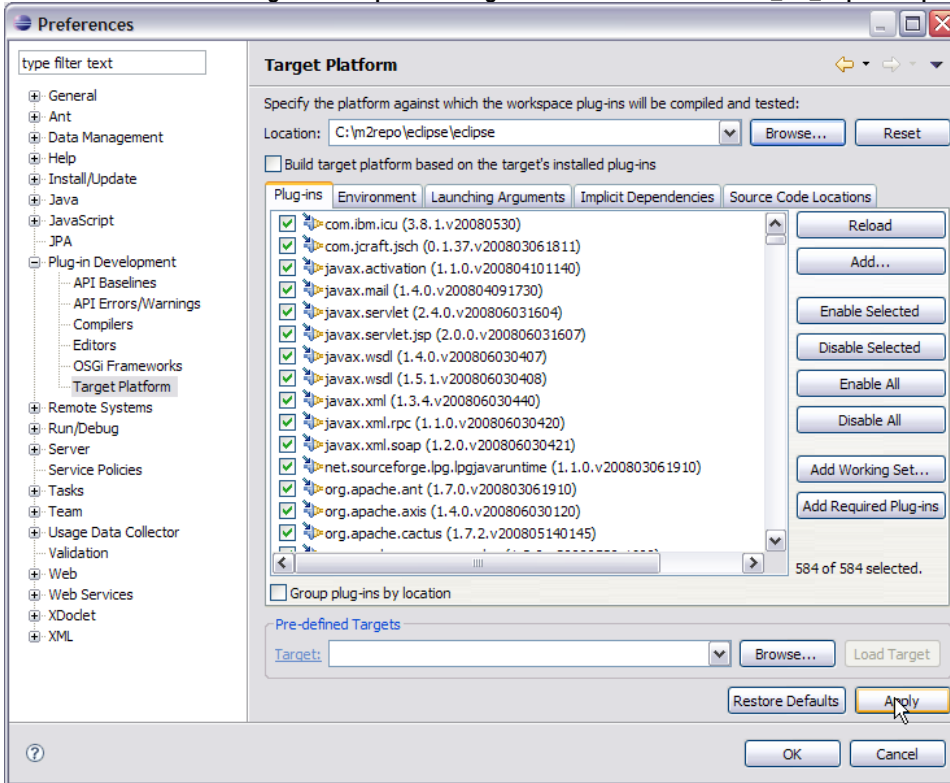 Preferences
type filter text
General
Ant
Data Management
Help
Install/Update
Java
JavaScript
JPA
Plug-in Development
API Baselines
API Errors/Warnings
Compilers
Editors
OSGi Frameworks
Target Platform
Remote Systems
Run/Debug
Server
Service Policies
Tasks
Team
Usage Data Collector
Validation
Web
Web Services
XDoclet
XML
Target Platform
Specify the platform against which the workspace plug-ins will be compiled and tested:
Location: C:\m2repo\eclipse\eclipse Browse... Reset
Build target platform based on the target's installed plug-ins
Plug-ins Environment Launching Arguments Implicit Dependencies Source Code Locations
com.ibm.icu (3.8.1.v20080530)
com.jcraft.jsch (0.1.37.v200803061811)
javax.activation (1.1.0.v200804101140)
javax.mail (1.4.0.v200804091730)
javax.servlet (2.4.0.v200806031604)
javax.servlet.jsp (2.0.0.v200806031607)
javax.wsdl (1.4.0.v200806030407)
javax.wsdl (1.5.1.v200806030408)
javax.xml (1.3.4.v200806030440)
javax.xml.rpc (1.1.0.v200806030420)
javax.xml.soap (1.2.0.v200806030421)
net.sourceforge.lpg.lpgjavaruntime (1.1.0.v200803061910)
org.apache.ant (1.7.0.v200803061910)
org.apache.axis (1.4.0.v200806030120)
org.apache.cactus (1.7.2.v200805140145)
Reload
Add...
Enable Selected
Disable Selected
Enable All
Disable All
Add Working Set...
Add Required Plug-ins
584 of 584 selected.
Group plug-ins by location
Pre-defined Targets
Target: Browse... Load Target
Restore Defaults Apply
OK Cancel